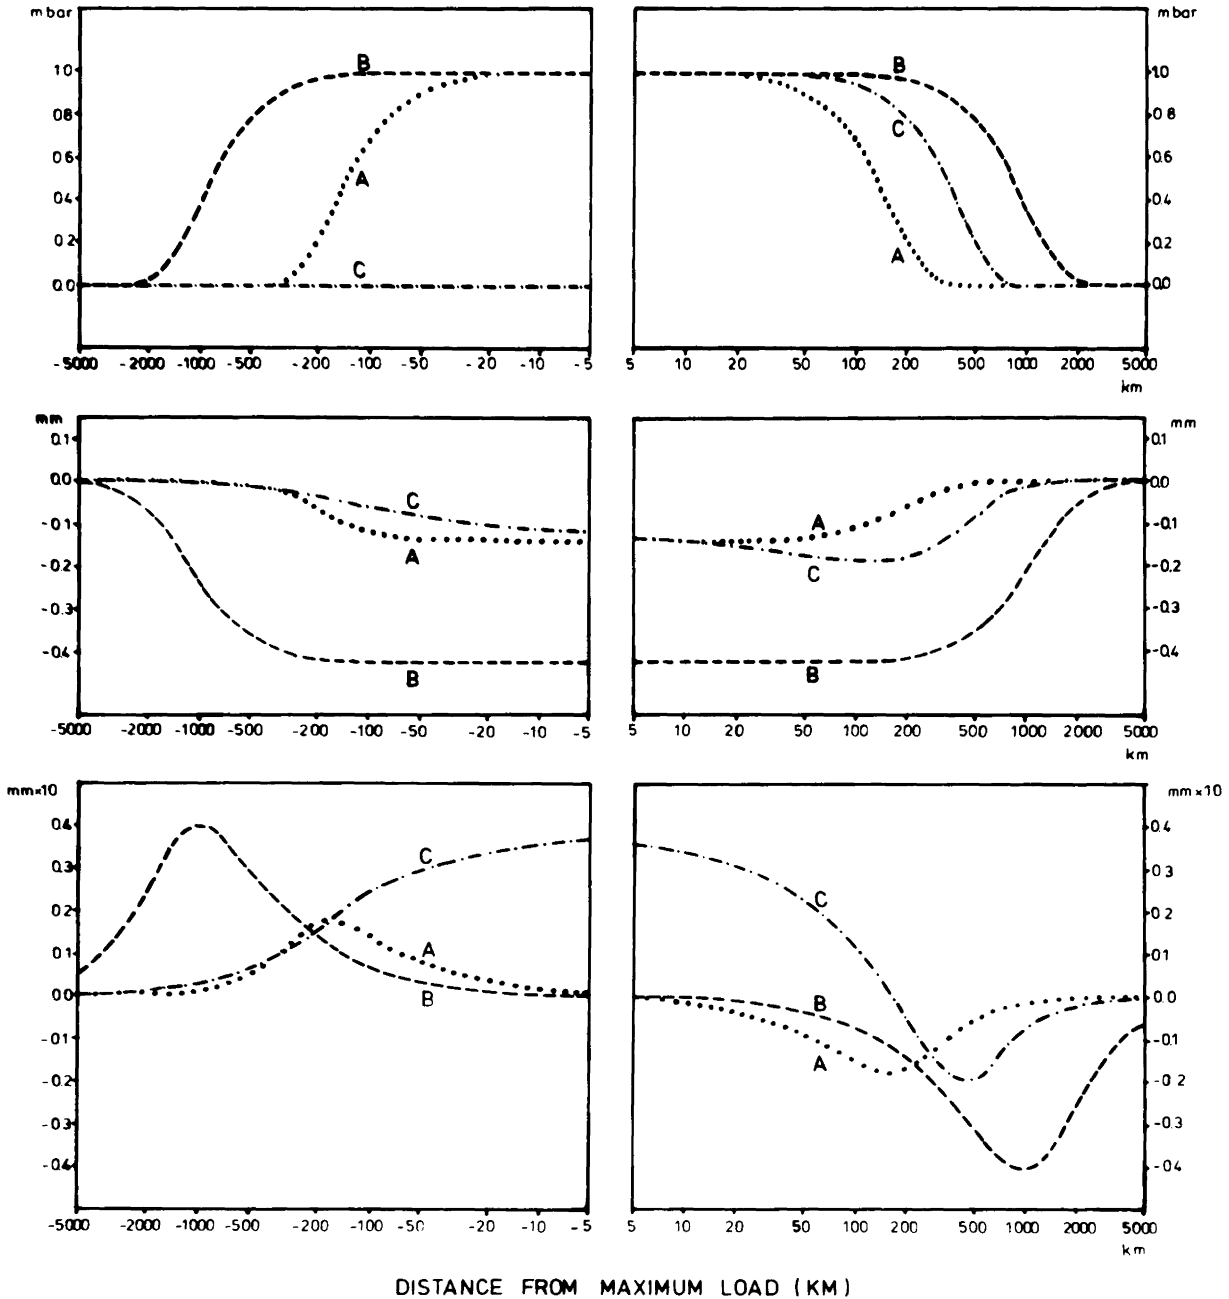 mbar mbar
B B
1.0 1.0
0.8 C 0.8
0.6 A 0.6
0.4 0.4
0.2 A 0.2
0.0 C 0.0
-5000 -2000 -1000 -500 -200 -100 -50 -20 -10 -5 5 10 20 50 100 200 500 1000 2000 5000
km
mm mm
0.1 0.1
0.0 0.0
C A
-0.1 -0.1
A C
-0.2 -0.2
-0.3 -0.3
-0.4 -0.4
B B
-5000 -2000 -1000 -500 -200 -100 -50 -20 -10 -5 5 10 20 50 100 200 500 1000 2000 5000
km
mm×10 mm×10
0.4 0.4
C
0.3 0.3
C
0.2 0.2
A
0.1 0.1
B
0.0 0.0
B
-0.1 -0.1
A
-0.2 -0.2
-0.3 -0.3
-0.4 -0.4
-5000 -2000 -1000 -500 -200 -100 -50 -20 -10 -5 5 10 20 50 100 200 500 1000 2000 5000
km
DISTANCE FROM MAXIMUM LOAD (KM)